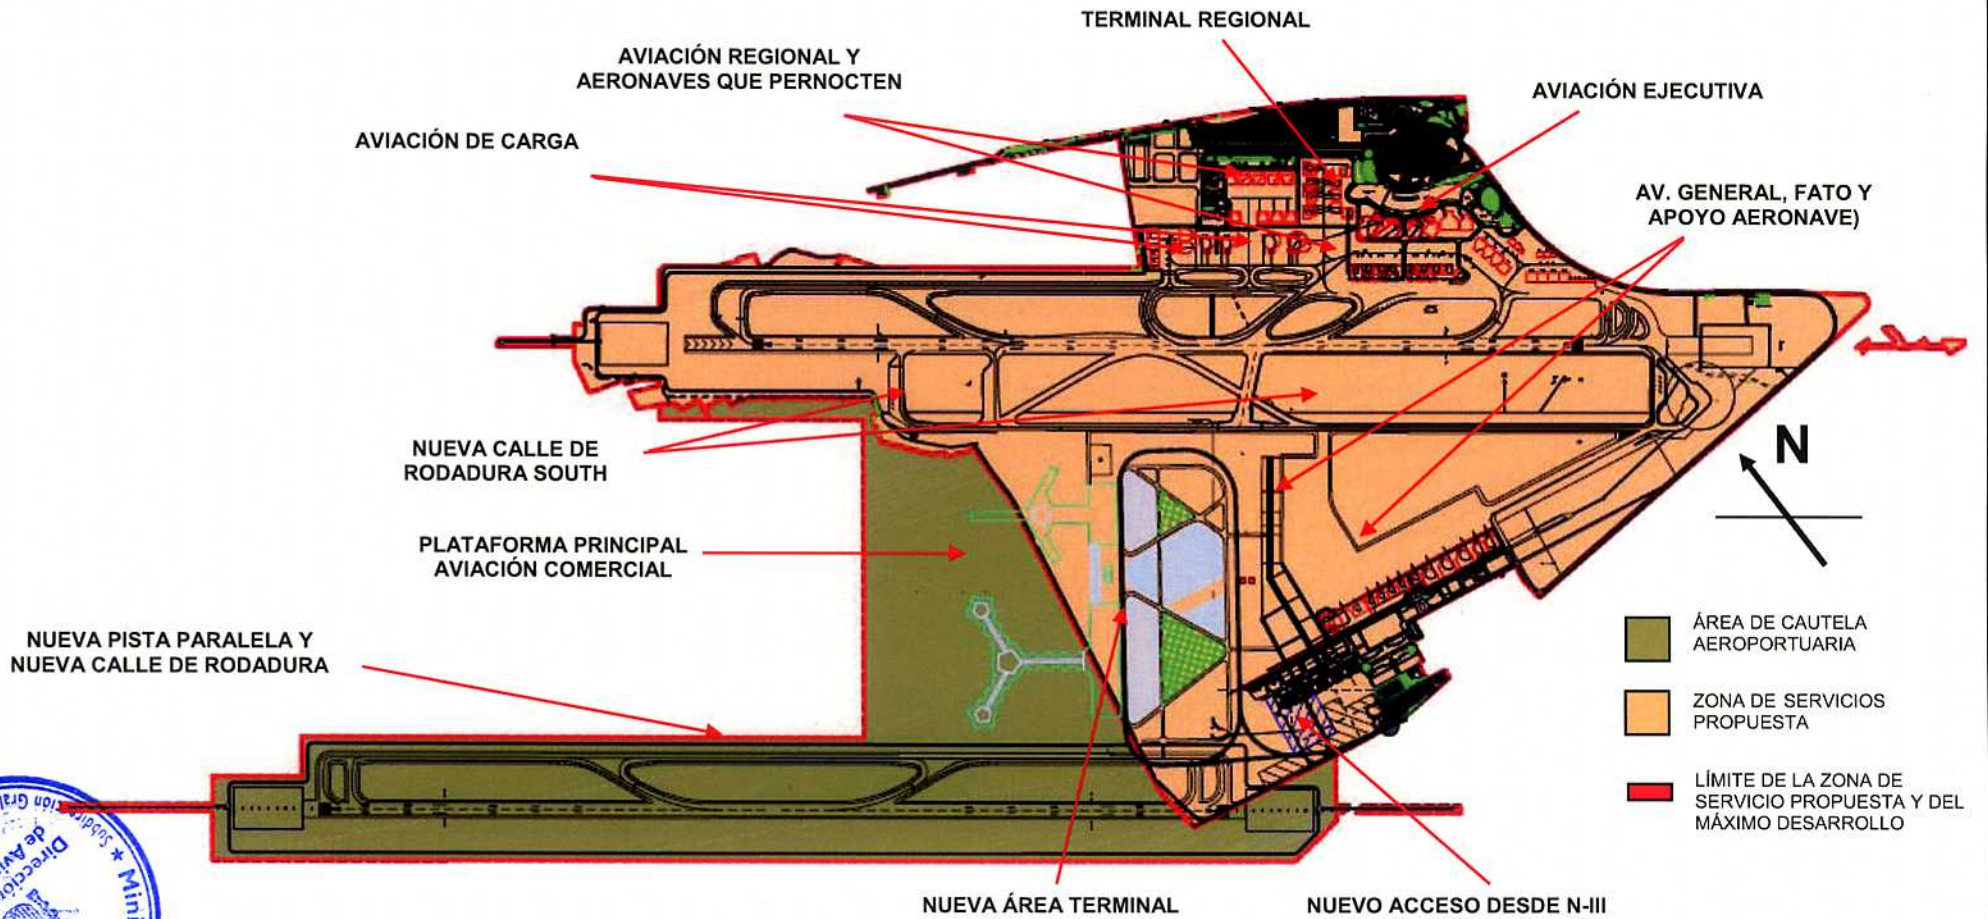 TERMINAL REGIONAL
AVIACIÓN REGIONAL Y
AERONAVES QUE PERNOCTEN
AVIACIÓN EJECUTIVA
AVIACIÓN DE CARGA
AV. GENERAL, FATO Y
APOYO AERONAVE)
NUEVA CALLE DE
RODADURA SOUTH
N
PLATAFORMA PRINCIPAL
AVIACIÓN COMERCIAL
NUEVA PISTA PARALELA Y
NUEVA CALLE DE RODADURA
ÁREA DE CAUTELA
AEROPORTUARIA
ZONA DE SERVICIOS
PROPUESTA
LÍMITE DE LA ZONA DE
SERVICIO PROPUESTA Y DEL
MÁXIMO DESARROLLO
NUEVA ÁREA TERMINAL
NUEVO ACCESO DESDE N-III